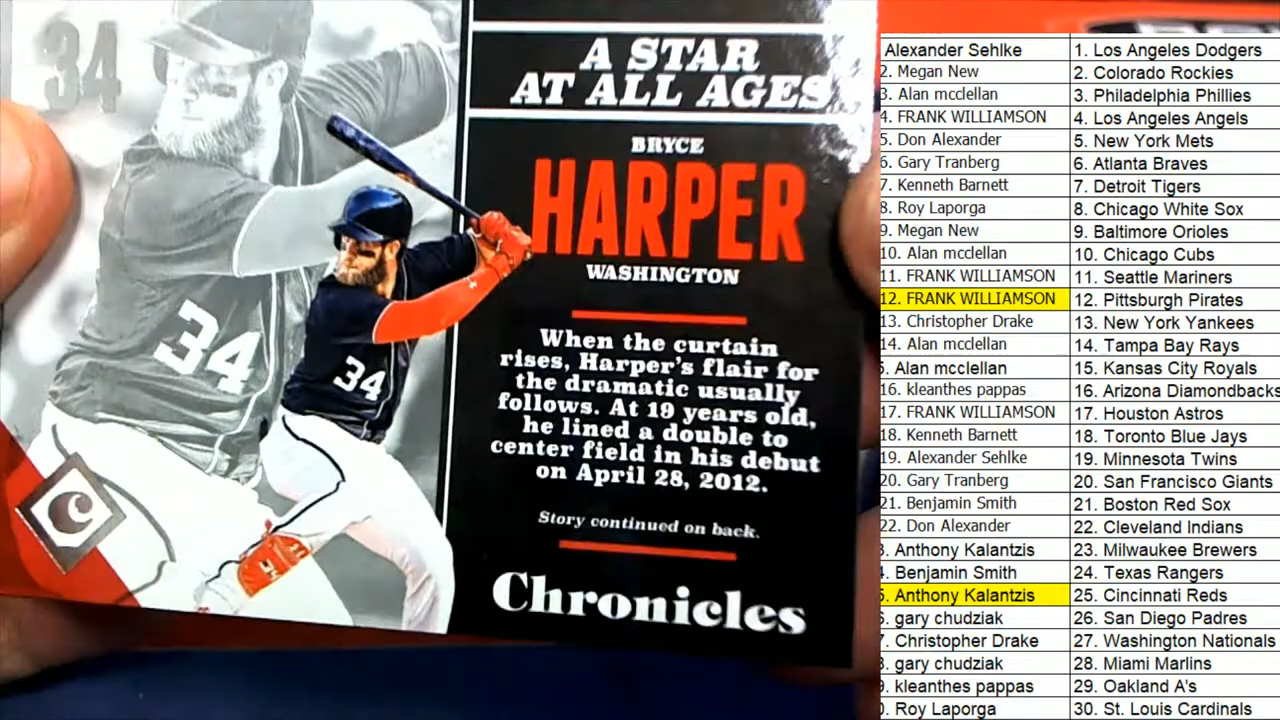 34
A STAR
AT ALL AGES
BRYCE
HARPER
WASHINGTON
When the curtain
rises, Harper's flair for
the dramatic usually
follows. At 19 years old,
he lined a double to
center field in his debut
on April 28, 2012.
Story continued on back.
Chronicles
34
34
C
Alexander Sehlke 1. Los Angeles Dodgers
2. Megan New 2. Colorado Rockies
3. Alan mcclellan 3. Philadelphia Phillies
4. FRANK WILLIAMSON 4. Los Angeles Angels
5. Don Alexander 5. New York Mets
6. Gary Tranberg 6. Atlanta Braves
7. Kenneth Barnett 7. Detroit Tigers
8. Roy Laporga 8. Chicago White Sox
9. Megan New 9. Baltimore Orioles
10. Alan mcclellan 10. Chicago Cubs
11. FRANK WILLIAMSON 11. Seattle Mariners
12. FRANK WILLIAMSON 12. Pittsburgh Pirates
13. Christopher Drake 13. New York Yankees
14. Alan mcclellan 14. Tampa Bay Rays
5. Alan mcclellan 15. Kansas City Royals
16. kleanthes pappas 16. Arizona Diamondbacks
17. FRANK WILLIAMSON 17. Houston Astros
18. Kenneth Barnett 18. Toronto Blue Jays
19. Alexander Sehlke 19. Minnesota Twins
20. Gary Tranberg 20. San Francisco Giants
21. Benjamin Smith 21. Boston Red Sox
22. Don Alexander 22. Cleveland Indians
3. Anthony Kalantzis 23. Milwaukee Brewers
4. Benjamin Smith 24. Texas Rangers
5. Anthony Kalantzis 25. Cincinnati Reds
6. gary chudziak 26. San Diego Padres
7. Christopher Drake 27. Washington Nationals
8. gary chudziak 28. Miami Marlins
9. kleanthes pappas 29. Oakland A's
0. Roy Laporga 30. St. Louis Cardinals